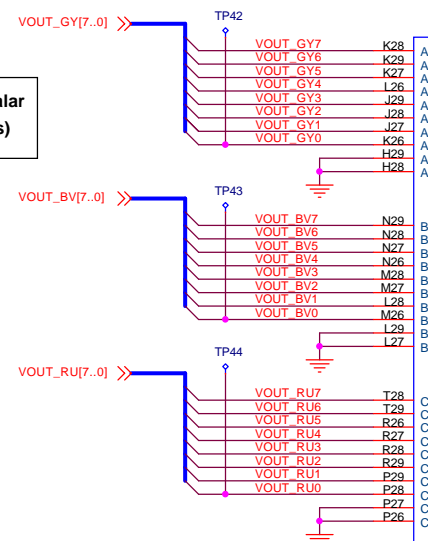 TP42
VOUT_GY[7..0]
VOUT_GY7 K28 A
VOUT_GY6 K29 A
VOUT_GY5 K27 A
VOUT_GY4 L26 A
VOUT_GY3 J29 A
VOUT_GY2 J28 A
VOUT_GY1 J27 A
VOUT_GY0 K26 A
H29 A
H28 A
alar
s)
TP43
VOUT_BV[7..0]
VOUT_BV7 N29 B
VOUT_BV6 N28 B
VOUT_BV5 N27 B
VOUT_BV4 N26 B
VOUT_BV3 M28 B
VOUT_BV2 M27 B
VOUT_BV1 L28 B
VOUT_BV0 M26 B
L29 B
L27 B
TP44
VOUT_RU[7..0]
VOUT_RU7 T28 C
VOUT_RU6 T29 C
VOUT_RU5 R26 C
VOUT_RU4 R27 C
VOUT_RU3 R28 C
VOUT_RU2 R29 C
VOUT_RU1 P29 C
VOUT_RU0 P28 C
P27 C
P26 C